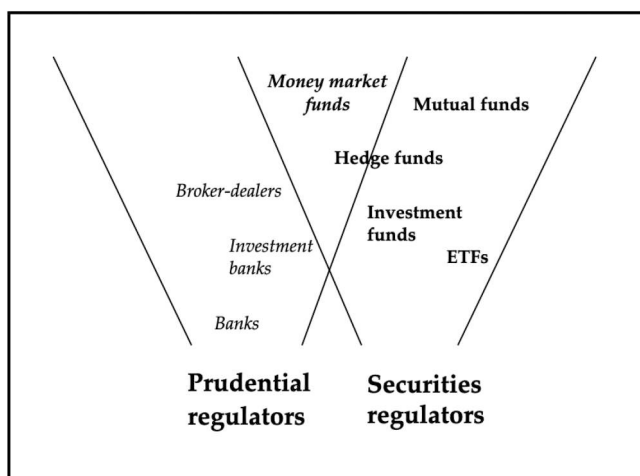 Money market
funds
Mutual funds
Hedge funds
Broker-dealers
Investment
funds
Investment
banks
ETFs
Banks
Prudential
regulators
Securities
regulators